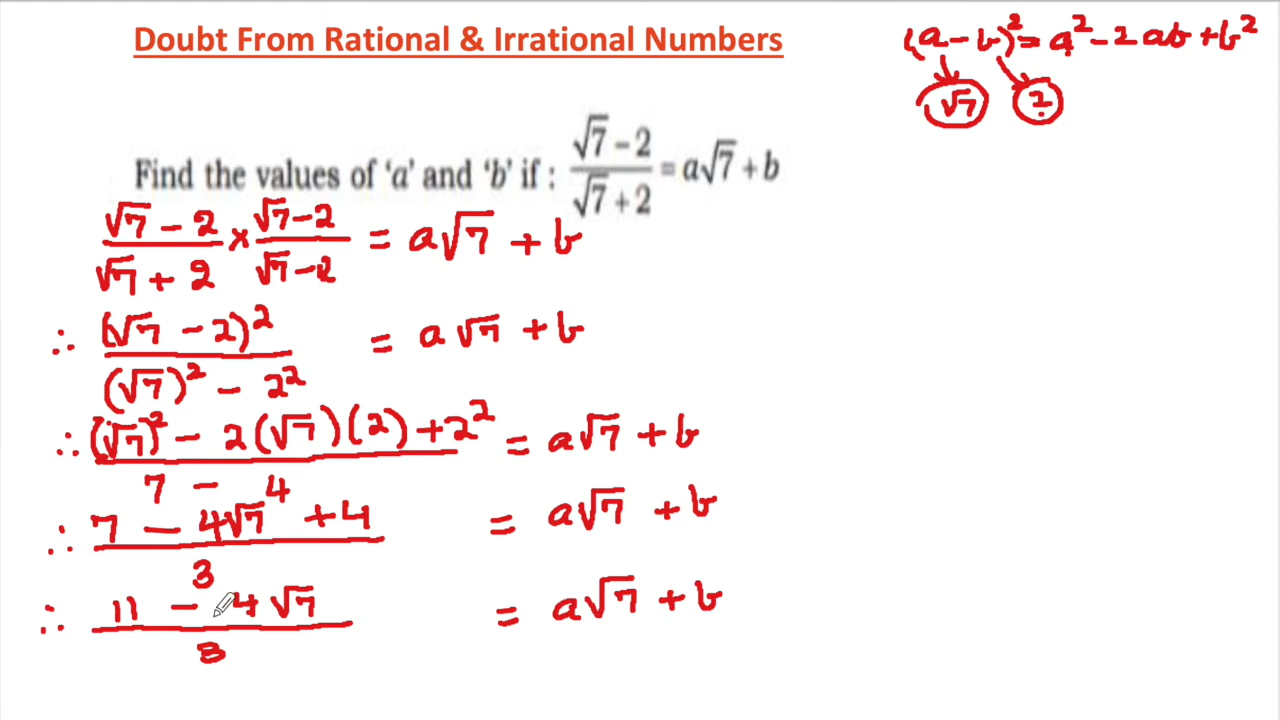 Doubt From Rational & Irrational Numbers
(a - b)² = a² - 2ab + b²
√7 2
Find the values of 'a' and 'b' if : (√7 - 2)/(√7 + 2) = a√7 + b
(√7 - 2)/(√7 + 2) × (√7 - 2)/(√7 - 2) = a√7 + b
∴ (√7 - 2)²/((√7)² - 2²) = a√7 + b
∴ ((√7)² - 2(√7)(2) + 2²)/(7 - 4) = a√7 + b
∴ (7 - 4√7 + 4)/3 = a√7 + b
∴ (11 - 4√7)/3 = a√7 + b